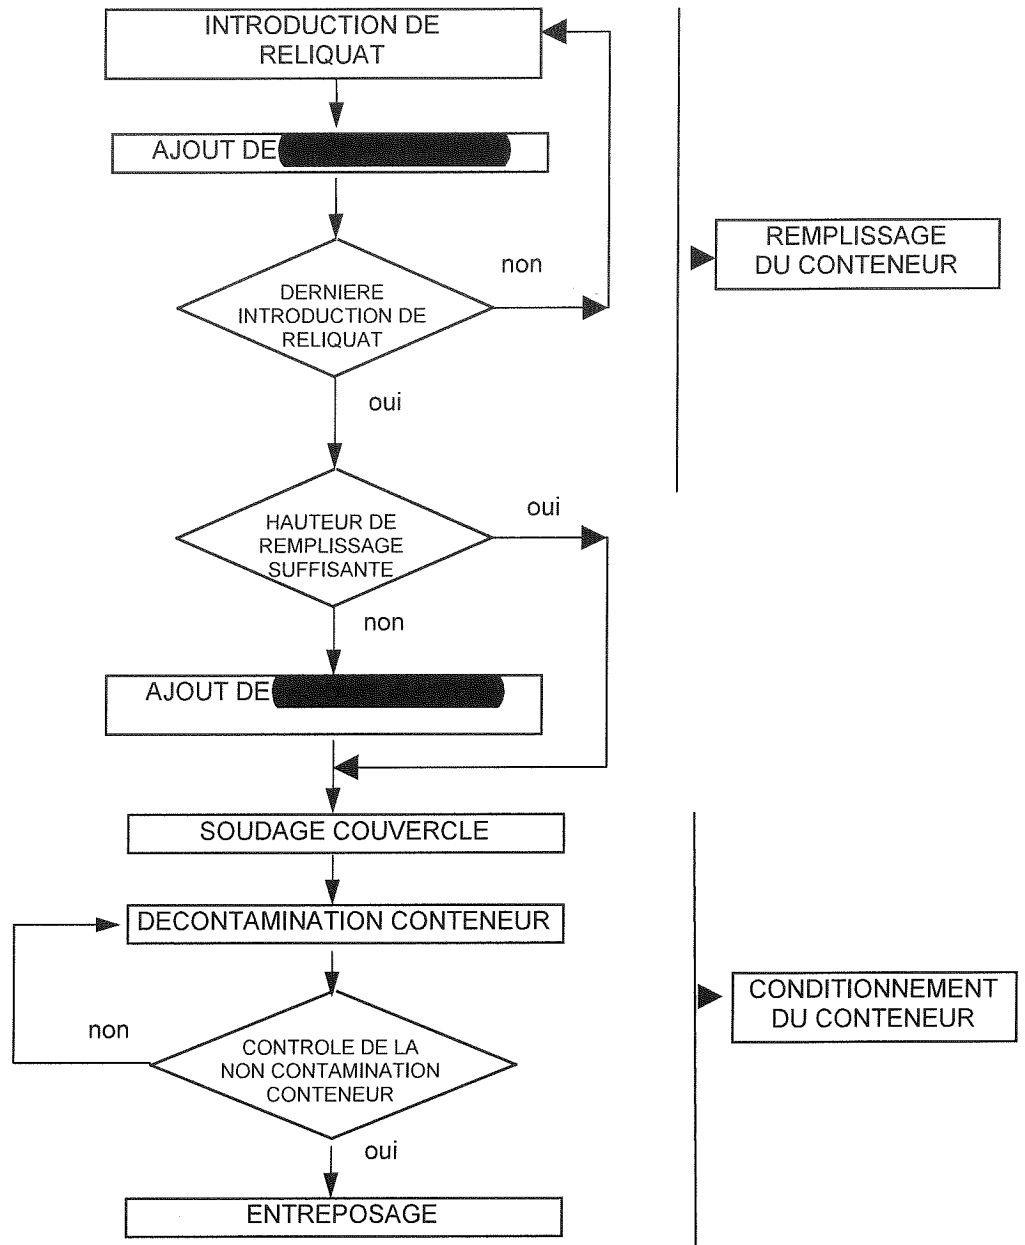 INTRODUCTION DE
RELIQUAT
AJOUT DE
non
DERNIERE
INTRODUCTION DE
RELIQUAT
REMPLISSAGE
DU CONTENEUR
oui
oui
HAUTEUR DE
REMPLISSAGE
SUFFISANTE
non
AJOUT DE
SOUDAGE COUVERCLE
DECONTAMINATION CONTENEUR
non
CONTROLE DE LA
NON CONTAMINATION
CONTENEUR
CONDITIONNEMENT
DU CONTENEUR
oui
ENTREPOSAGE